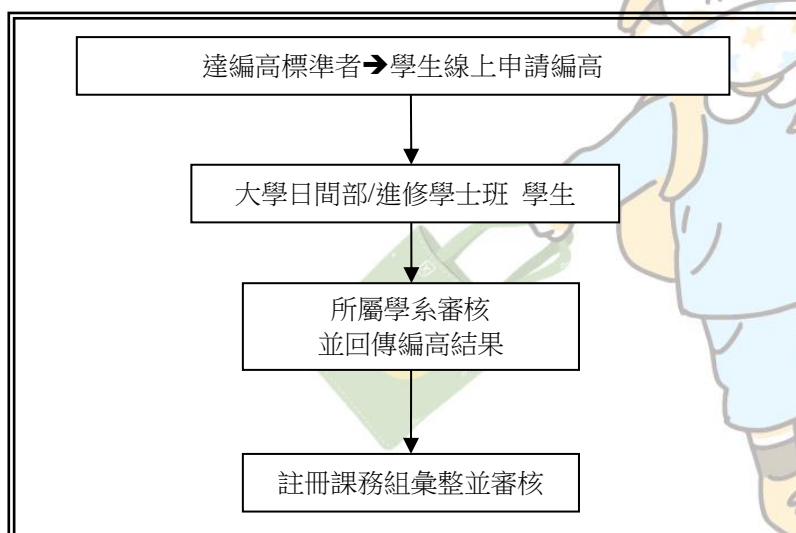 達編高標準者➔學生線上申請编高
大學日間部/進修學士班 學生
所屬學系審核
並回傳編高結果
註冊課務組彙整並審核